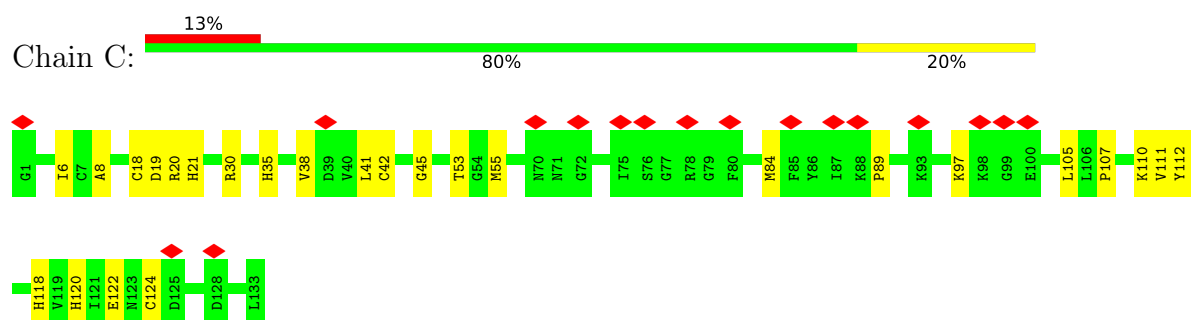 13%
Chain C:
80% 20%
G1 I6 C7 A8 C18 D19 R20 H21 R30 H35 V38 D39 V40 L41 C42 G45 T53 G54 M55 N70 N71 G72 I75 S76 G77 R78 G79 F80 M84 F85 Y86 I87 K88 P89 K93 K97 K98 G99 E100 L105 L106 P107 K110 V111 Y112
H118 V119 H120 I121 E122 N123 C124 D125 D128 L133